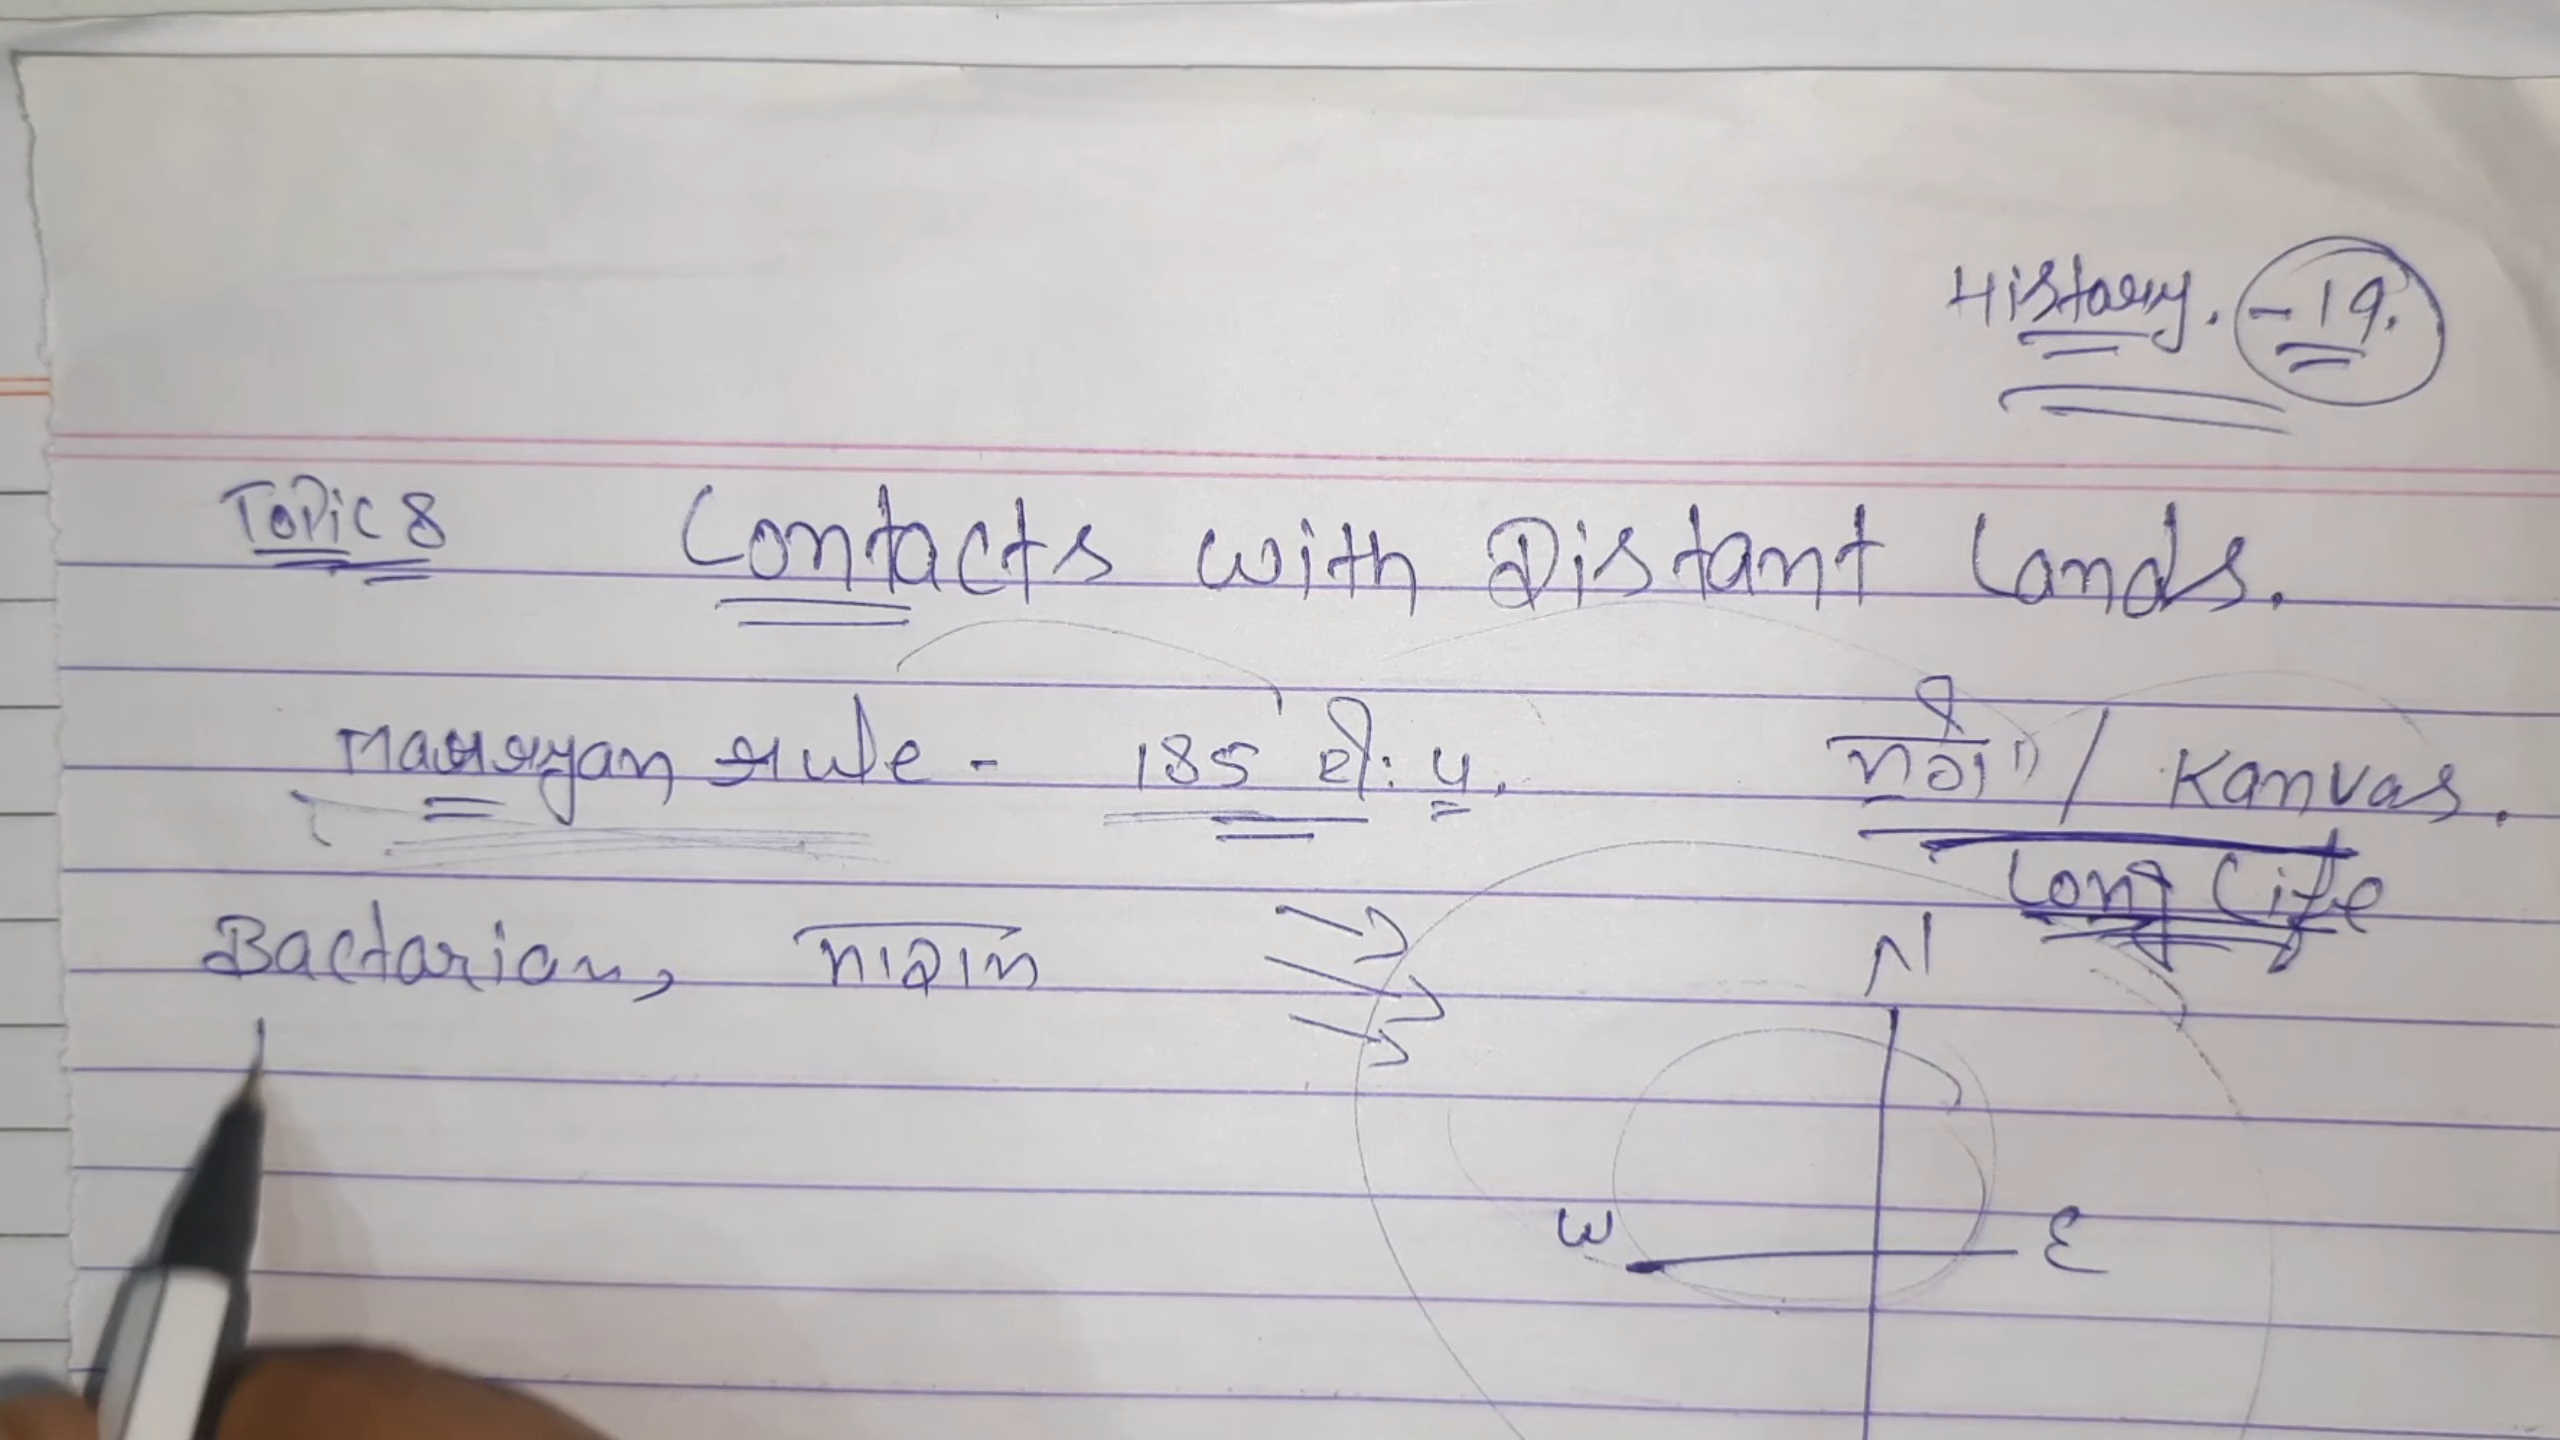 History. -19.
Topic 8 Contacts with Distant Lands.
Mauryan rule - 185 ਈ: ਪੂ. / Kanvas.
Long Life
Bactarian,
N
W E